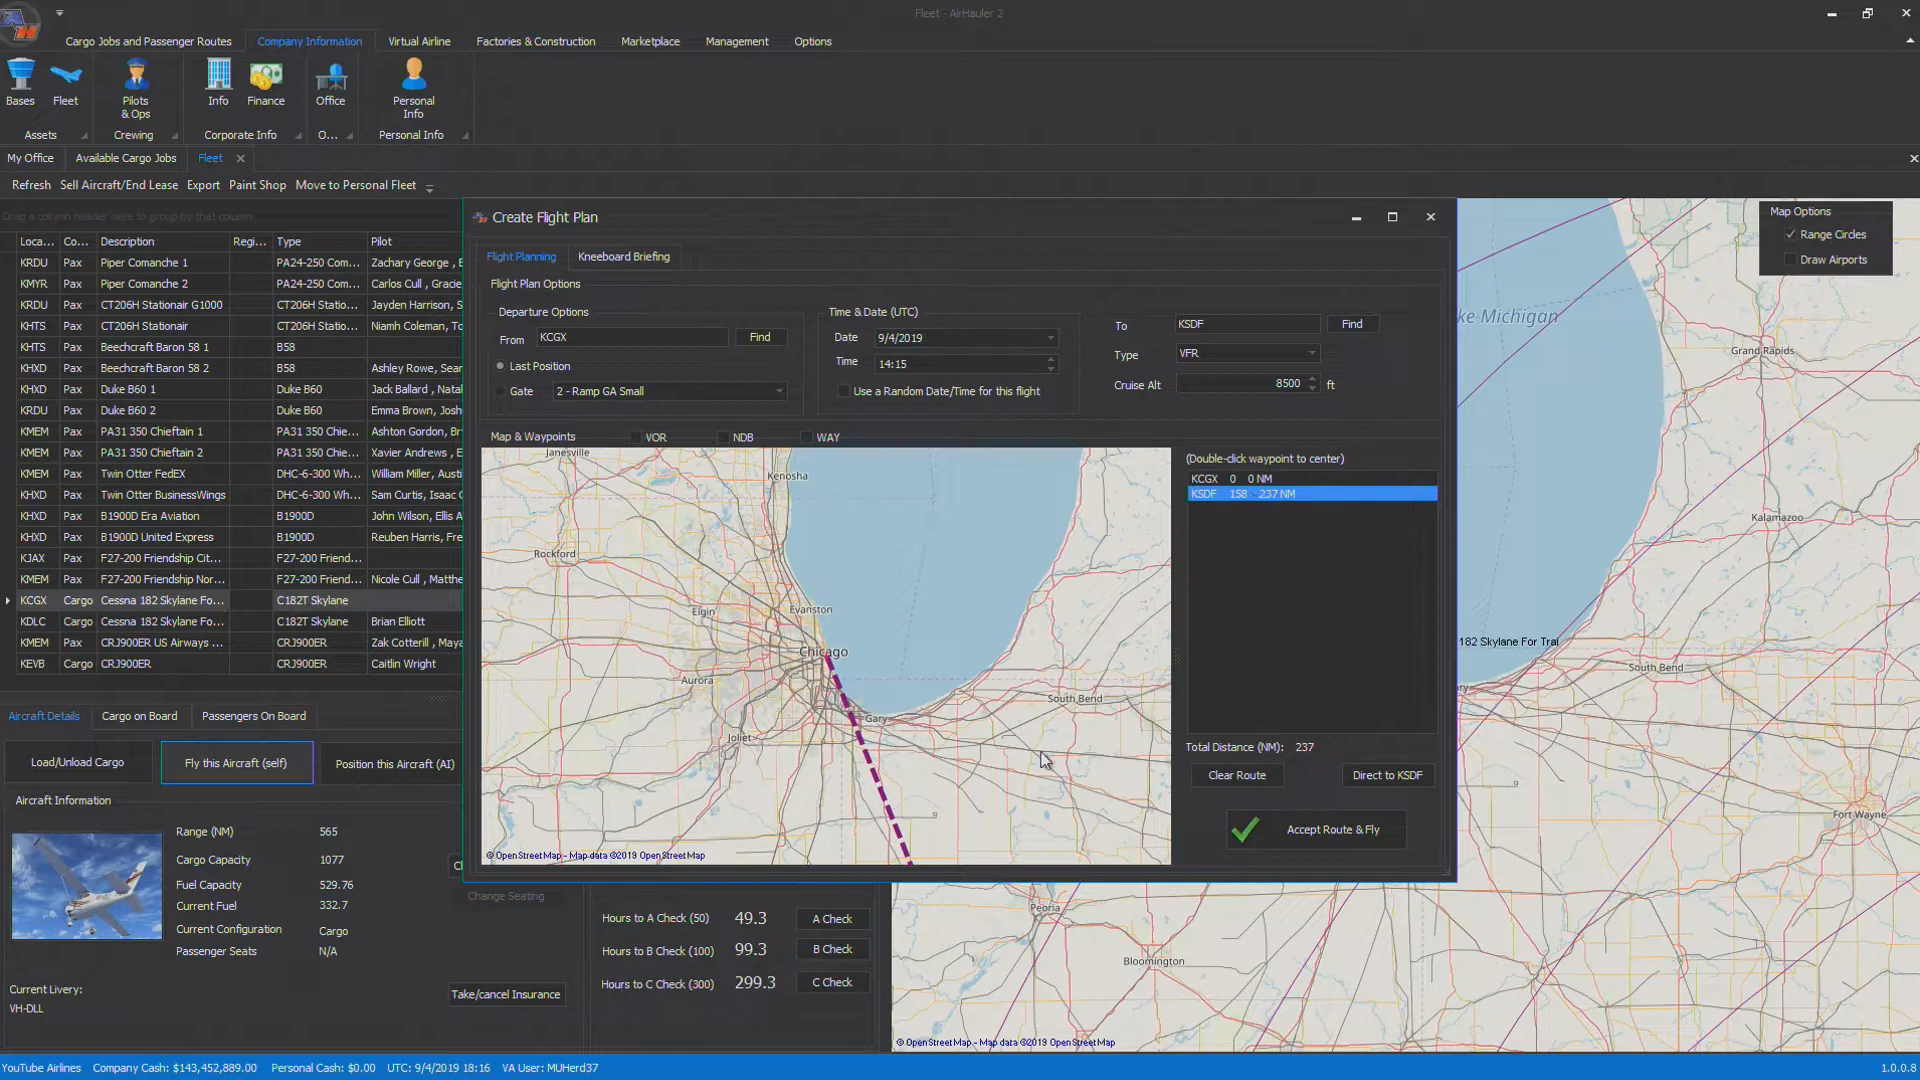 Fleet - AirHauler 2
Cargo Jobs and Passenger Routes Company Information Virtual Airline Factories & Construction Marketplace Management Options
Bases Fleet Pilots & Ops Info Finance Office Personal Info
Assets Crewing Corporate Info O... Personal Info
My Office Available Cargo Jobs Fleet
Refresh Sell Aircraft/End Lease Export Paint Shop Move to Personal Fleet
Drag a column header here to group by that column
Loca... Co... Description Regi... Type Pilot
KRDU Pax Piper Comanche 1 PA24-250 Com... Zachary George , E
KMYR Pax Piper Comanche 2 PA24-250 Com... Carlos Cull , Gracie
KRDU Pax CT206H Stationair G1000 CT206H Statio... Jayden Harrison, S
KHTS Pax CT206H Stationair CT206H Statio... Niamh Coleman, To
KHTS Pax Beechcraft Baron 58 1 B58
KHXD Pax Beechcraft Baron 58 2 B58 Ashley Rowe, Sear
KHXD Pax Duke B60 1 Duke B60 Jack Ballard , Natal
KRDU Pax Duke B60 2 Duke B60 Emma Brown, Josh
KMEM Pax PA31 350 Chieftain 1 PA31 350 Chie... Ashton Gordon, Br
KMEM Pax PA31 350 Chieftain 2 PA31 350 Chie... Xavier Andrews , E
KMEM Pax Twin Otter FedEX DHC-6-300 Wh... William Miller, Austi
KHXD Pax Twin Otter BusinessWings DHC-6-300 Wh... Sam Curtis, Isaac C
KHXD Pax B1900D Era Aviation B1900D John Wilson, Ellis A
KHXD Pax B1900D United Express B1900D Reuben Harris, Fre
KJAX Pax F27-200 Friendship Cit... F27-200 Friend...
KMEM Pax F27-200 Friendship Nor... F27-200 Friend... Nicole Cull , Matthe
KCGX Cargo Cessna 182 Skylane Fo... C182T Skylane
KDLC Cargo Cessna 182 Skylane Fo... C182T Skylane Brian Elliott
KMEM Pax CRJ900ER US Airways ... CRJ900ER Zak Cotterill , Maya
KEVB Cargo CRJ900ER CRJ900ER Caitlin Wright
Aircraft Details Cargo on Board Passengers On Board
Load/Unload Cargo Fly this Aircraft (self) Position this Aircraft (AI)
Aircraft Information
Range (NM) 565
Cargo Capacity 1077
Fuel Capacity 529.76
Current Fuel 332.7
Current Configuration Cargo
Passenger Seats N/A
Current Livery:
VH-DLL
Change Seating
Take/cancel Insurance
Hours to A Check (50) 49.3 A Check
Hours to B Check (100) 99.3 B Check
Hours to C Check (300) 299.3 C Check
Create Flight Plan
Flight Planning Kneeboard Briefing
Flight Plan Options
Departure Options
From KCGX Find
Last Position
Gate 2 - Ramp GA Small
Time & Date (UTC)
Date 9/4/2019
Time 14:15
Use a Random Date/Time for this flight
To KSDF Find
Type VFR
Cruise Alt 8500 ft
Map & Waypoints VOR NDB WAY
Janesville
Kenosha
Rockford
Elgin
Evanston
Chicago
Aurora
Joliet
Gary
South Bend
© OpenStreetMap - Map data ©2019 OpenStreetMap
(Double-click waypoint to center)
KCGX 0 0 NM
KSDF 158 237 NM
Total Distance (NM): 237
Clear Route Direct to KSDF
Accept Route & Fly
Map Options
Range Circles
Draw Airports
ke Michigan
Grand Rapids
Kalamazoo
182 Skylane For Trai
South Bend
ry
Fort Wayne
Peoria
Bloomington
© OpenStreetMap - Map data ©2019 OpenStreetMap
YouTube Airlines Company Cash: $143,452,889.00 Personal Cash: $0.00 UTC: 9/4/2019 18:16 VA User: MUHerd37 1.0.0.8